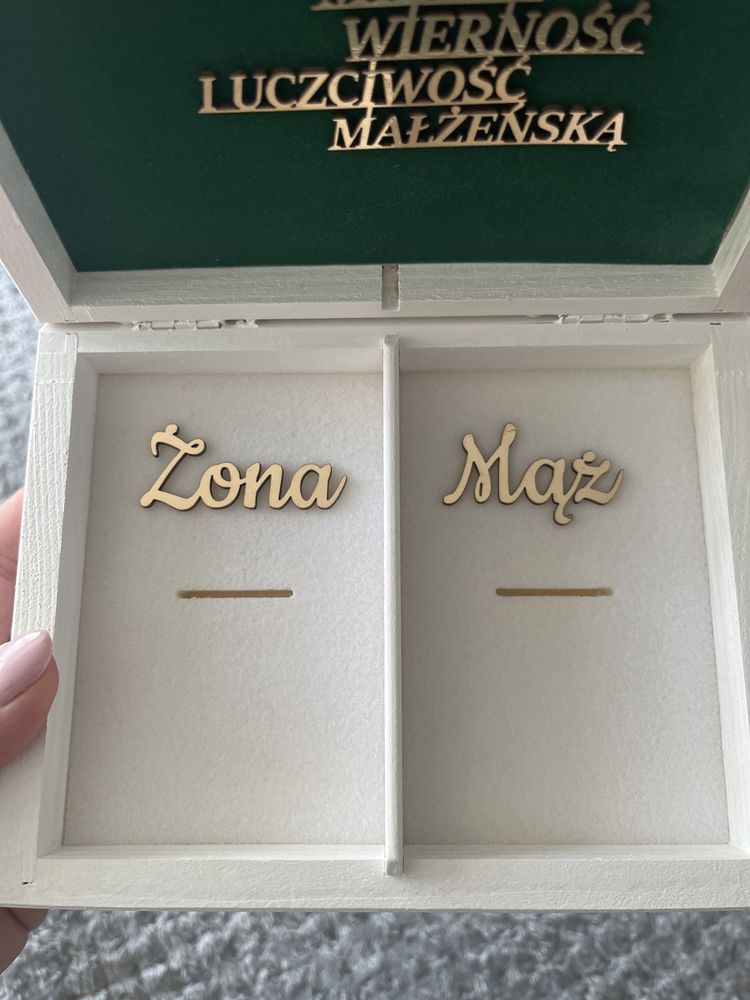 WIERNOŚĆ
I UCZCIWOŚĆ
MAŁŻEŃSKĄ
Żona
Mąż